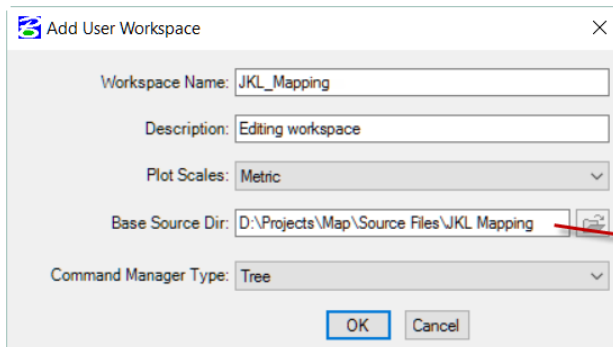 Add User Workspace
Workspace Name: JKL_Mapping
Description: Editing workspace
Plot Scales: Metric
Base Source Dir: D:\Projects\Map\Source Files\JKL Mapping
Command Manager Type: Tree
OK Cancel